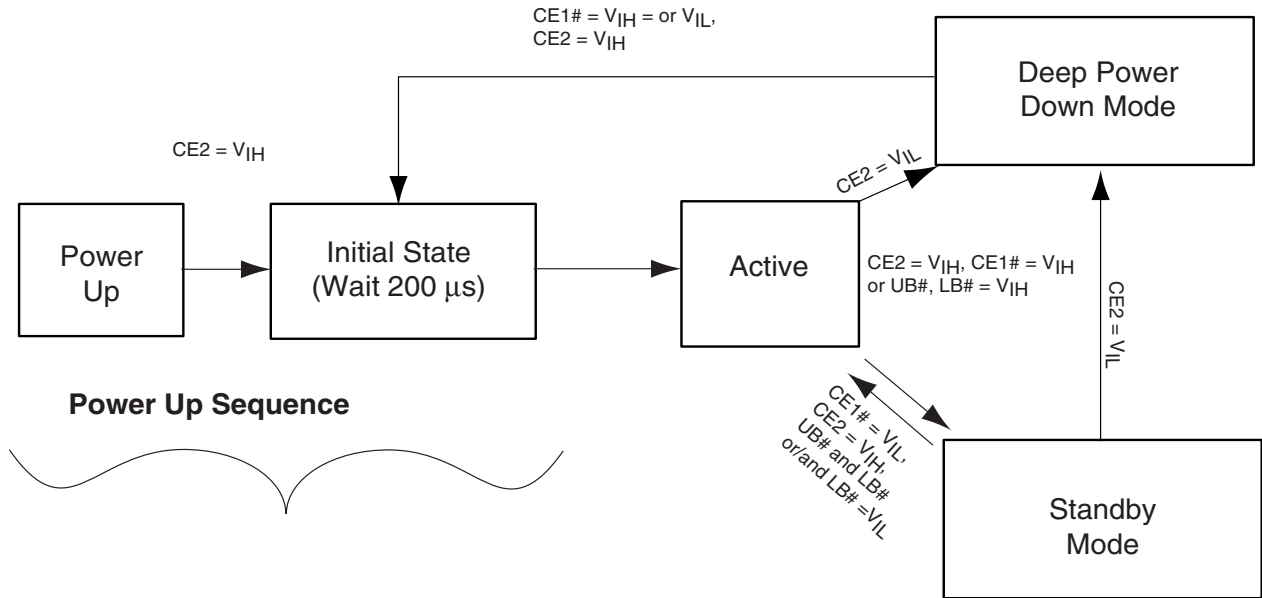 CE1# = VIH = or VIL,
CE2 = VIH
Deep Power
Down Mode
CE2 = VIH
CE2 = VIL
Power
Up
Initial State
(Wait 200 µs)
Active
CE2 = VIH, CE1# = VIH
or UB#, LB# = VIH
CE2 = VIL
Power Up Sequence
CE1# = VIL,
CE2 = VIH,
UB# and LB#
or/and LB# =VIL
Standby
Mode